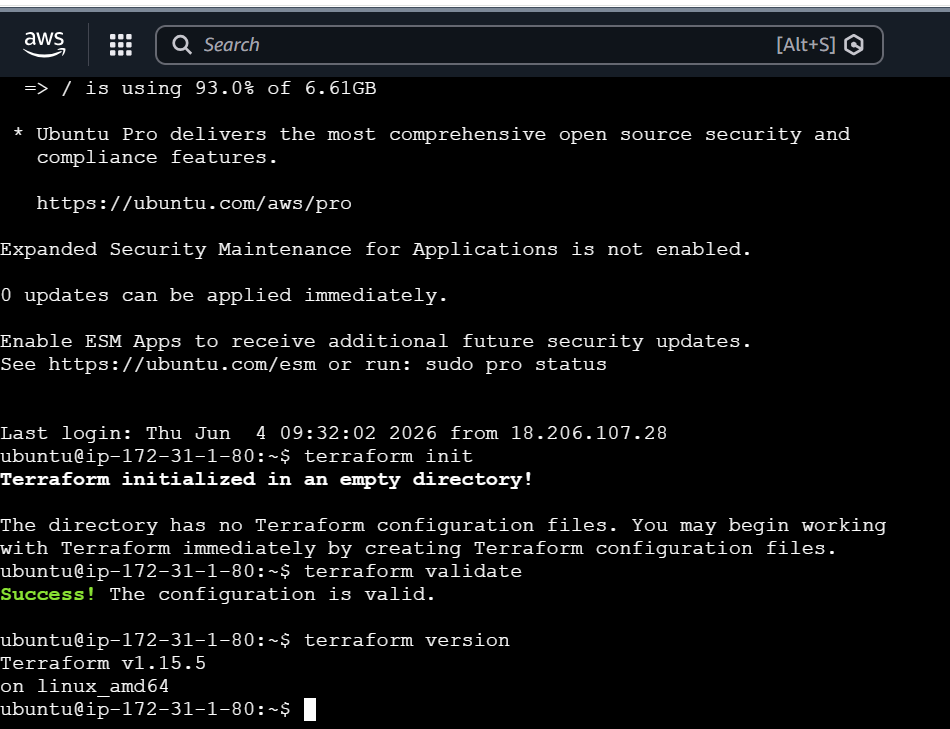 aws
Search [Alt+S]
=> / is using 93.0% of 6.61GB
* Ubuntu Pro delivers the most comprehensive open source security and
compliance features.
https://ubuntu.com/aws/pro
Expanded Security Maintenance for Applications is not enabled.
0 updates can be applied immediately.
Enable ESM Apps to receive additional future security updates.
See https://ubuntu.com/esm or run: sudo pro status
Last login: Thu Jun  4 09:32:02 2026 from 18.206.107.28
ubuntu@ip-172-31-1-80:~$ terraform init
Terraform initialized in an empty directory!
The directory has no Terraform configuration files. You may begin working
with Terraform immediately by creating Terraform configuration files.
ubuntu@ip-172-31-1-80:~$ terraform validate
Success! The configuration is valid.
ubuntu@ip-172-31-1-80:~$ terraform version
Terraform v1.15.5
on linux_amd64
ubuntu@ip-172-31-1-80:~$